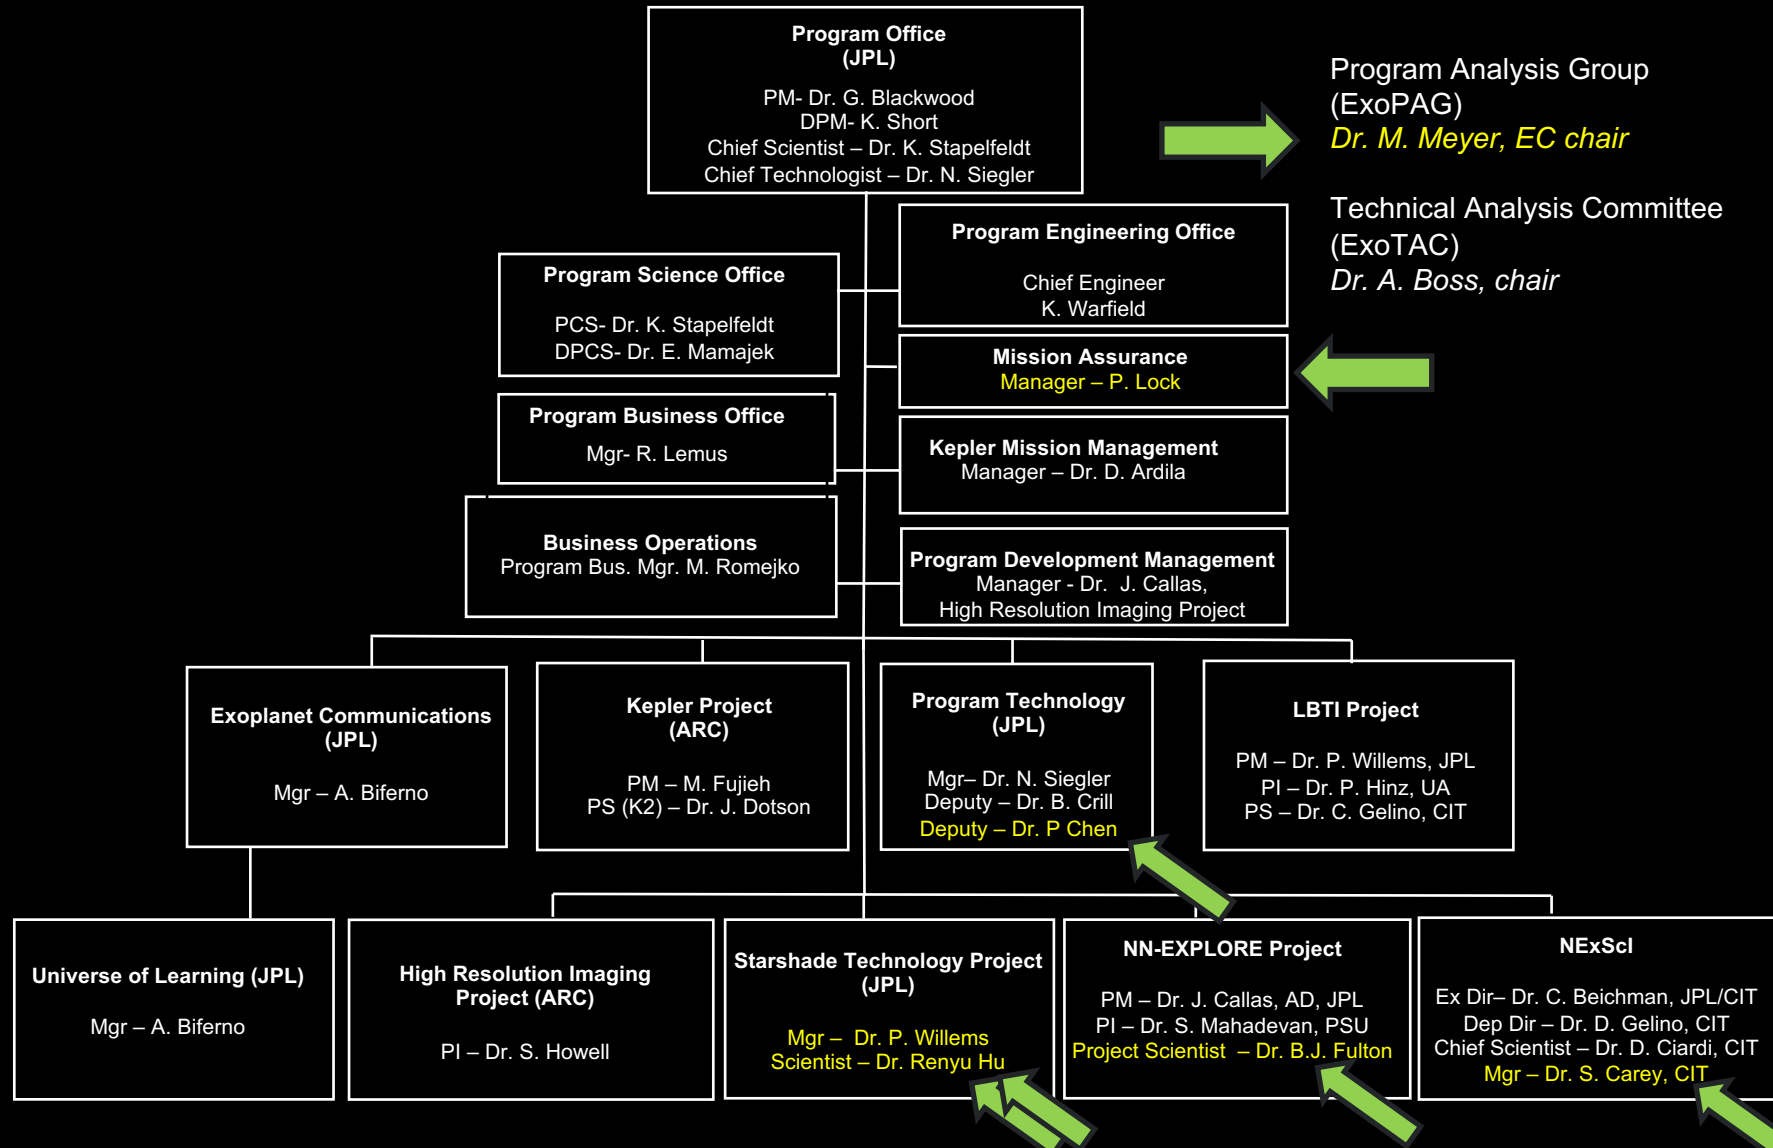 Program Office
(JPL)
PM- Dr. G. Blackwood
DPM- K. Short
Chief Scientist – Dr. K. Stapelfeldt
Chief Technologist – Dr. N. Siegler
Program Analysis Group
(ExoPAG)
Dr. M. Meyer, EC chair
Technical Analysis Committee
(ExoTAC)
Dr. A. Boss, chair
Program Engineering Office
Chief Engineer
K. Warfield
Program Science Office
PCS- Dr. K. Stapelfeldt
DPCS- Dr. E. Mamajek
Mission Assurance
Manager – P. Lock
Program Business Office
Mgr- R. Lemus
Kepler Mission Management
Manager – Dr. D. Ardila
Business Operations
Program Bus. Mgr. M. Romejko
Program Development Management
Manager - Dr. J. Callas,
High Resolution Imaging Project
Exoplanet Communications
(JPL)
Mgr – A. Biferno
Kepler Project
(ARC)
PM – M. Fujieh
PS (K2) – Dr. J. Dotson
Program Technology
(JPL)
Mgr– Dr. N. Siegler
Deputy – Dr. B. Crill
Deputy – Dr. P Chen
LBTI Project
PM – Dr. P. Willems, JPL
PI – Dr. P. Hinz, UA
PS – Dr. C. Gelino, CIT
Universe of Learning (JPL)
Mgr – A. Biferno
High Resolution Imaging
Project (ARC)
PI – Dr. S. Howell
Starshade Technology Project
(JPL)
Mgr – Dr. P. Willems
Scientist – Dr. Renyu Hu
NN-EXPLORE Project
PM – Dr. J. Callas, AD, JPL
PI – Dr. S. Mahadevan, PSU
Project Scientist – Dr. B.J. Fulton
NExScI
Ex Dir– Dr. C. Beichman, JPL/CIT
Dep Dir – Dr. D. Gelino, CIT
Chief Scientist – Dr. D. Ciardi, CIT
Mgr – Dr. S. Carey, CIT